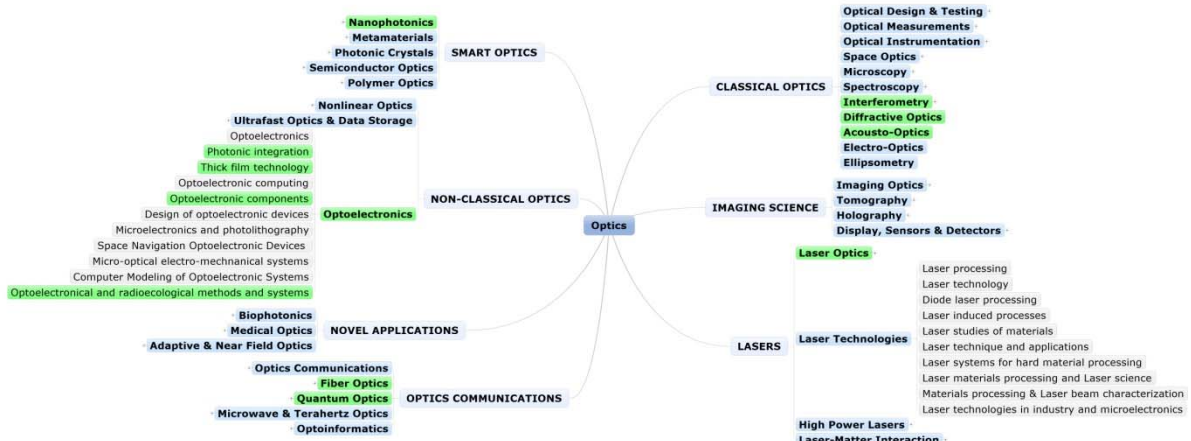 Nanophotonics
Metamaterials
Photonic Crystals
Semiconductor Optics
Polymer Optics
SMART OPTICS
Nonlinear Optics
Ultrafast Optics & Data Storage
Optoelectronics
Photonic integration
Thick film technology
Optoelectronic computing
Optoelectronic components
Design of optoelectronic devices
Microelectronics and photolithography
Space Navigation Optoelectronic Devices
Micro-optical electro-mechnanical systems
Computer Modeling of Optoelectronic Systems
Optoelectronical and radioecological methods and systems
Optoelectronics
NON-CLASSICAL OPTICS
Biophotonics
Medical Optics
Adaptive & Near Field Optics
NOVEL APPLICATIONS
Optics Communications
Fiber Optics
Quantum Optics
Microwave & Terahertz Optics
Optoinformatics
OPTICS COMMUNICATIONS
Optics
CLASSICAL OPTICS
Optical Design & Testing
Optical Measurements
Optical Instrumentation
Space Optics
Microscopy
Spectroscopy
Interferometry
Diffractive Optics
Acousto-Optics
Electro-Optics
Ellipsometry
IMAGING SCIENCE
Imaging Optics
Tomography
Holography
Display, Sensors & Detectors
LASERS
Laser Optics
Laser Technologies
Laser processing
Laser technology
Diode laser processing
Laser induced processes
Laser studies of materials
Laser technique and applications
Laser systems for hard material processing
Laser materials processing and Laser science
Materials processing & Laser beam characterization
Laser technologies in industry and microelectronics
High Power Lasers
Laser-Matter Interaction